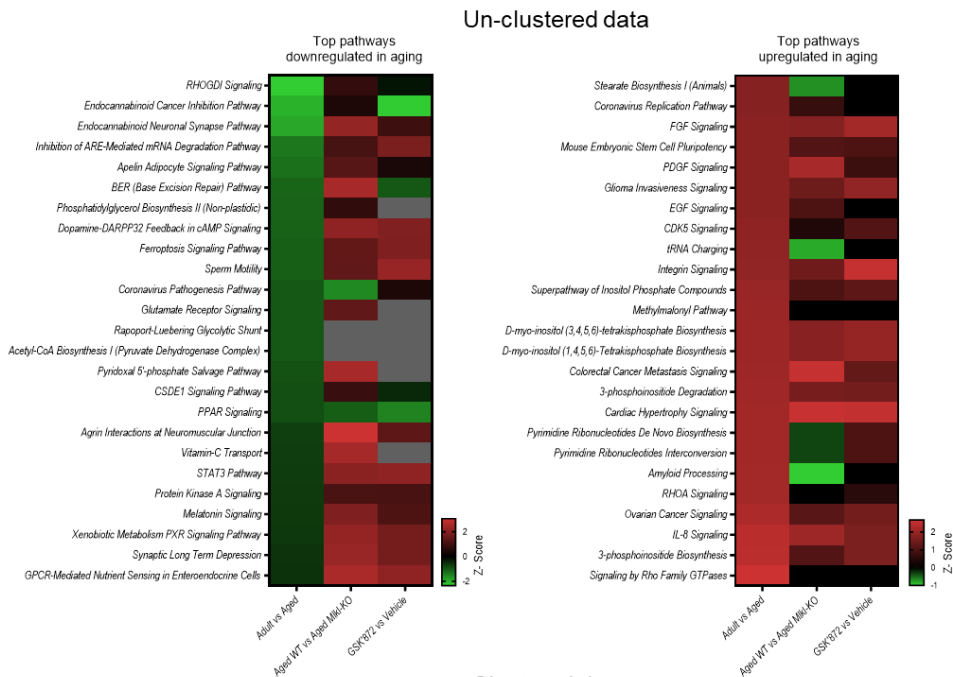 Un-clustered data
Top pathways
downregulated in aging
RHOGDI Signaling
Endocannabinoid Cancer Inhibition Pathway
Endocannabinoid Neuronal Synapse Pathway
Inhibition of ARE-Mediated mRNA Degradation Pathway
Apelin Adipocyte Signaling Pathway
BER (Base Excision Repair) Pathway
Phosphatidylglycerol Biosynthesis II (Non-plastidic)
Dopamine-DARPP32 Feedback in cAMP Signaling
Ferroptosis Signaling Pathway
Sperm Motility
Coronavirus Pathogenesis Pathway
Glutamate Receptor Signaling
Rapoport-Luebering Glycolytic Shunt
Acetyl-CoA Biosynthesis I (Pyruvate Dehydrogenase Complex)
Pyridoxal 5'-phosphate Salvage Pathway
CSDE1 Signaling Pathway
PPAR Signaling
Agrin Interactions at Neuromuscular Junction
Vitamin-C Transport
STAT3 Pathway
Protein Kinase A Signaling
Melatonin Signaling
Xenobiotic Metabolism PXR Signaling Pathway
Synaptic Long Term Depression
GPCR-Mediated Nutrient Sensing in Enteroendocrine Cells
Adult vs Aged
Aged WT vs Aged Mlkl-KO
GSK'872 vs Vehicle
2
0
-2
Z- Score
Top pathways
upregulated in aging
Stearate Biosynthesis I (Animals)
Coronavirus Replication Pathway
FGF Signaling
Mouse Embryonic Stem Cell Pluripotency
PDGF Signaling
Glioma Invasiveness Signaling
EGF Signaling
CDK5 Signaling
tRNA Charging
Integrin Signaling
Superpathway of Inositol Phosphate Compounds
Methylmalonyl Pathway
D-myo-inositol (3,4,5,6)-tetrakisphosphate Biosynthesis
D-myo-inositol (1,4,5,6)-Tetrakisphosphate Biosynthesis
Colorectal Cancer Metastasis Signaling
3-phosphoinositide Degradation
Cardiac Hypertrophy Signaling
Pyrimidine Ribonucleotides De Novo Biosynthesis
Pyrimidine Ribonucleotides Interconversion
Amyloid Processing
RHOA Signaling
Ovarian Cancer Signaling
IL-8 Signaling
3-phosphoinositide Biosynthesis
Signaling by Rho Family GTPases
Adult vs Aged
Aged WT vs Aged Mlkl-KO
GSK'872 vs Vehicle
2
1
0
-1
Z- Score